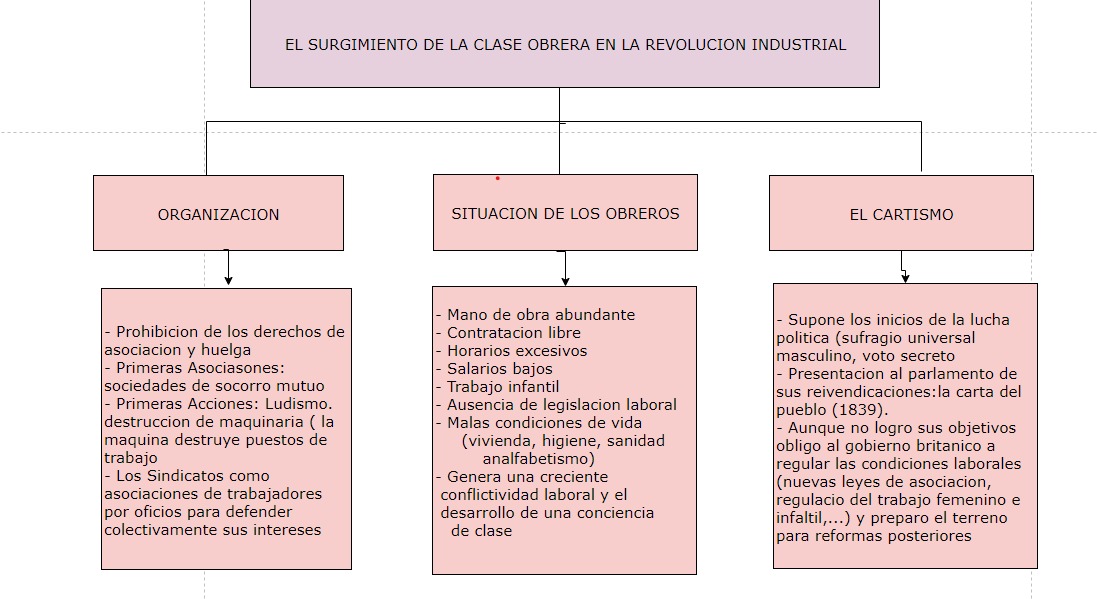 EL SURGIMIENTO DE LA CLASE OBRERA EN LA REVOLUCION INDUSTRIAL
ORGANIZACION
- Prohibicion de los derechos de
asociacion y huelga
- Primeras Asociasones:
sociedades de socorro mutuo
- Primeras Acciones: Ludismo.
destruccion de maquinaria ( la
maquina destruye puestos de
trabajo
- Los Sindicatos como
asociaciones de trabajadores
por oficios para defender
colectivamente sus intereses
SITUACION DE LOS OBREROS
- Mano de obra abundante
- Contratacion libre
- Horarios excesivos
- Salarios bajos
- Trabajo infantil
- Ausencia de legislacion laboral
- Malas condiciones de vida
(vivienda, higiene, sanidad
analfabetismo)
- Genera una creciente
conflictividad laboral y el
desarrollo de una conciencia
de clase
EL CARTISMO
- Supone los inicios de la lucha
politica (sufragio universal
masculino, voto secreto
- Presentacion al parlamento de
sus reivendicaciones:la carta del
pueblo (1839).
- Aunque no logro sus objetivos
obligo al gobierno britanico a
regular las condiciones laborales
(nuevas leyes de asociacion,
regulacio del trabajo femenino e
infaltil,...) y preparo el terreno
para reformas posteriores